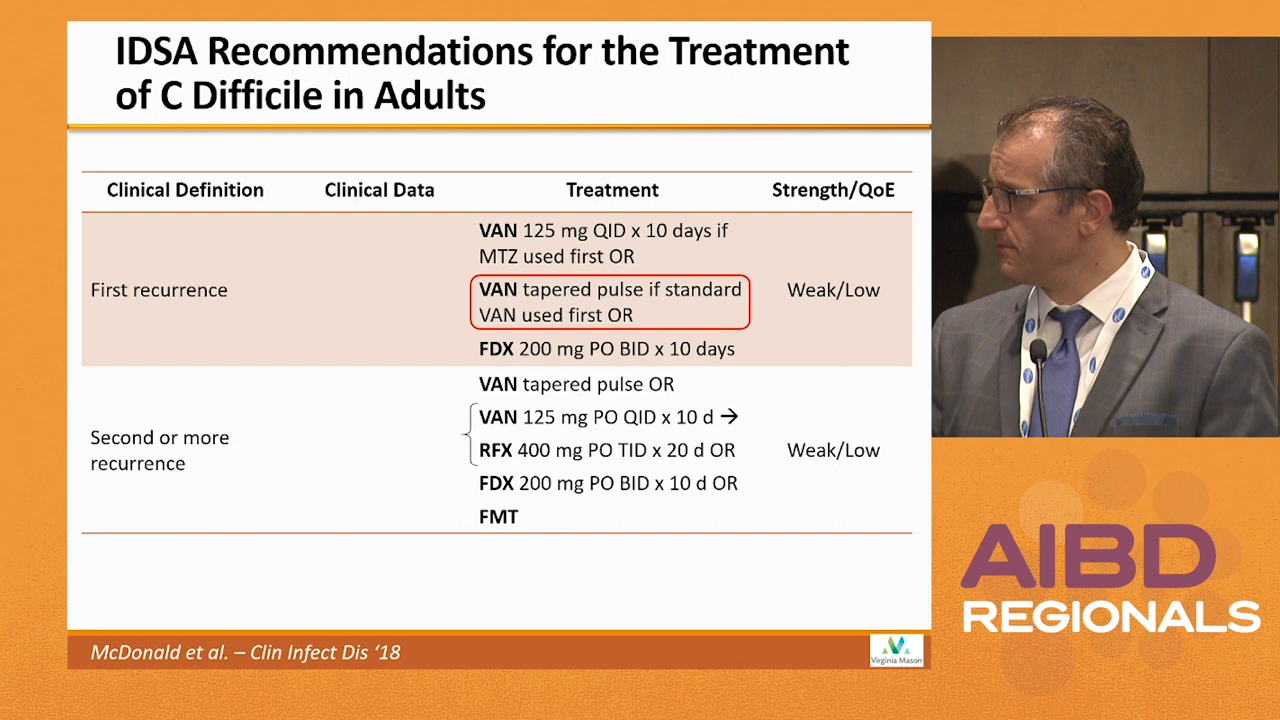 IDSA Recommendations for the Treatment
of C Difficile in Adults
Clinical Definition Clinical Data Treatment Strength/QoE
First recurrence
VAN 125 mg QID x 10 days if
MTZ used first OR
VAN tapered pulse if standard
VAN used first OR
FDX 200 mg PO BID x 10 days
Weak/Low
Second or more
recurrence
VAN tapered pulse OR
VAN 125 mg PO QID x 10 d →
RFX 400 mg PO TID x 20 d OR
FDX 200 mg PO BID x 10 d OR
FMT
Weak/Low
McDonald et al. – Clin Infect Dis ‘18
Virginia Mason
AIBD
REGIONALS